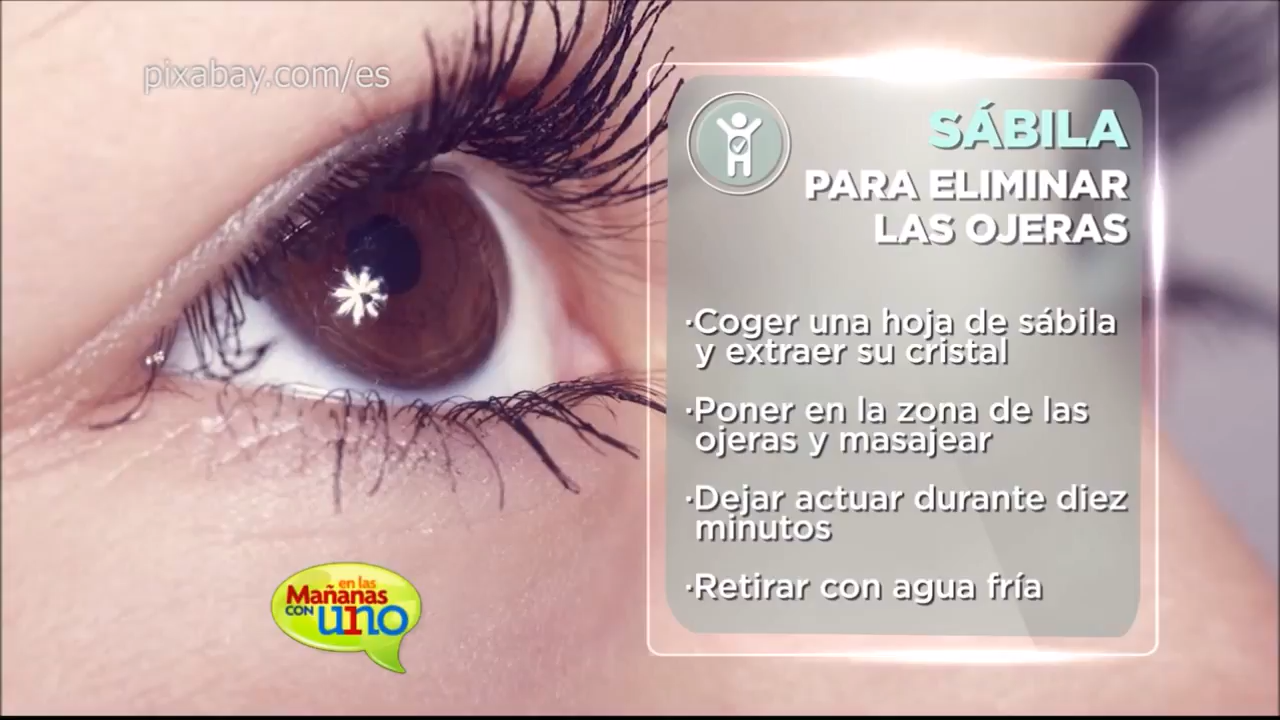 pixabay.com/es
SÁBILA
PARA ELIMINAR
LAS OJERAS
·Coger una hoja de sábila
y extraer su cristal
·Poner en la zona de las
ojeras y masajear
·Dejar actuar durante diez
minutos
·Retirar con agua fría
en las
Mañanas
CON uno